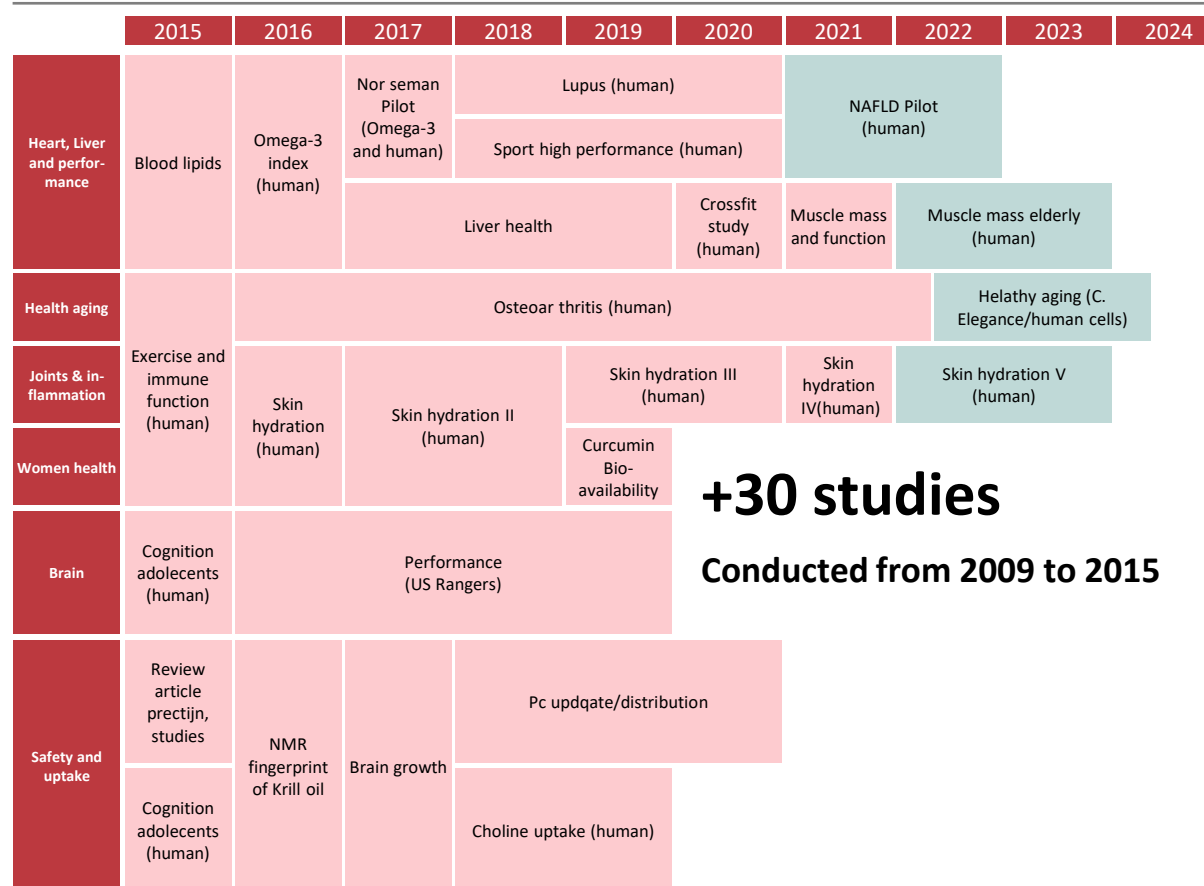 2015 2016 2017 2018 2019 2020 2021 2022 2023 2024
Heart, Liver
and perfor-
mance
Blood lipids
Omega-3
index
(human)
Nor seman
Pilot
(Omega-3
and human)
Lupus (human)
Sport high performance (human)
NAFLD Pilot
(human)
Liver health
Crossfit
study
(human)
Muscle mass
and function
Muscle mass elderly
(human)
Health aging
Exercise and
immune
function
(human)
Osteoar thritis (human)
Helathy aging (C.
Elegance/human cells)
Joints & in-
flammation
Skin
hydration
(human)
Skin hydration II
(human)
Skin hydration III
(human)
Skin
hydration
IV(human)
Skin hydration V
(human)
Women health
Curcumin
Bio-
availability
+30 studies
Conducted from 2009 to 2015
Brain
Cognition
adolecents
(human)
Performance
(US Rangers)
Safety and
uptake
Review
article
prectijn,
studies
NMR
fingerprint
of Krill oil
Brain growth
Pc updqate/distribution
Cognition
adolecents
(human)
Choline uptake (human)